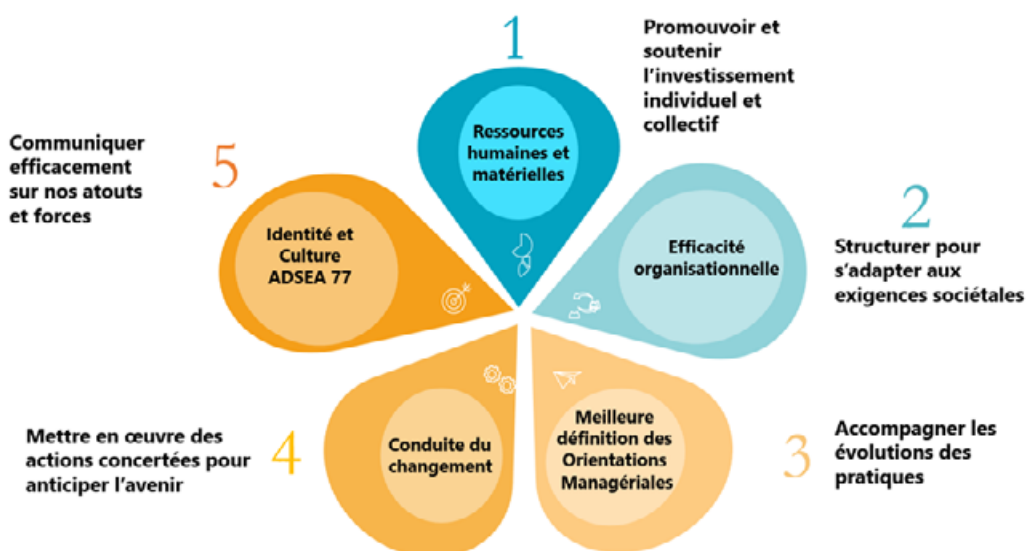 1
Promouvoir et
soutenir
l'investissement
individuel et
collectif
Ressources
humaines et
matérielles
2
Structurer pour
s'adapter aux
exigences sociétales
Efficacité
organisationnelle
3
Accompagner les
évolutions des
pratiques
Meilleure
définition des
Orientations
Managériales
4
Mettre en œuvre des
actions concertées pour
anticiper l'avenir
Conduite du
changement
5
Communiquer
efficacement
sur nos atouts
et forces
Identité et
Culture
ADSEA 77